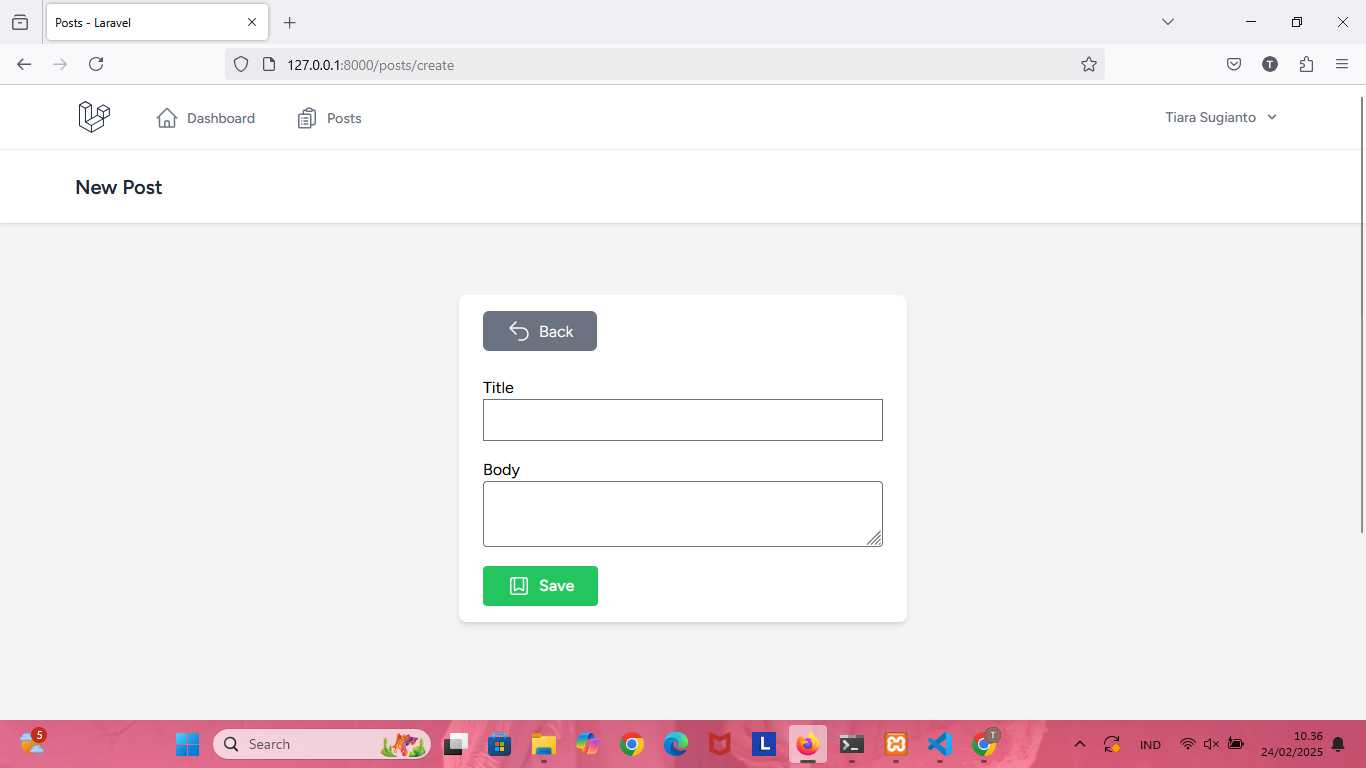 Posts - Laravel
127.0.0.1:8000/posts/create
T
Dashboard
Posts
Tiara Sugianto
New Post
Back
Title
Body
Save
5
Search
L
T
IND
10.36
24/02/2025